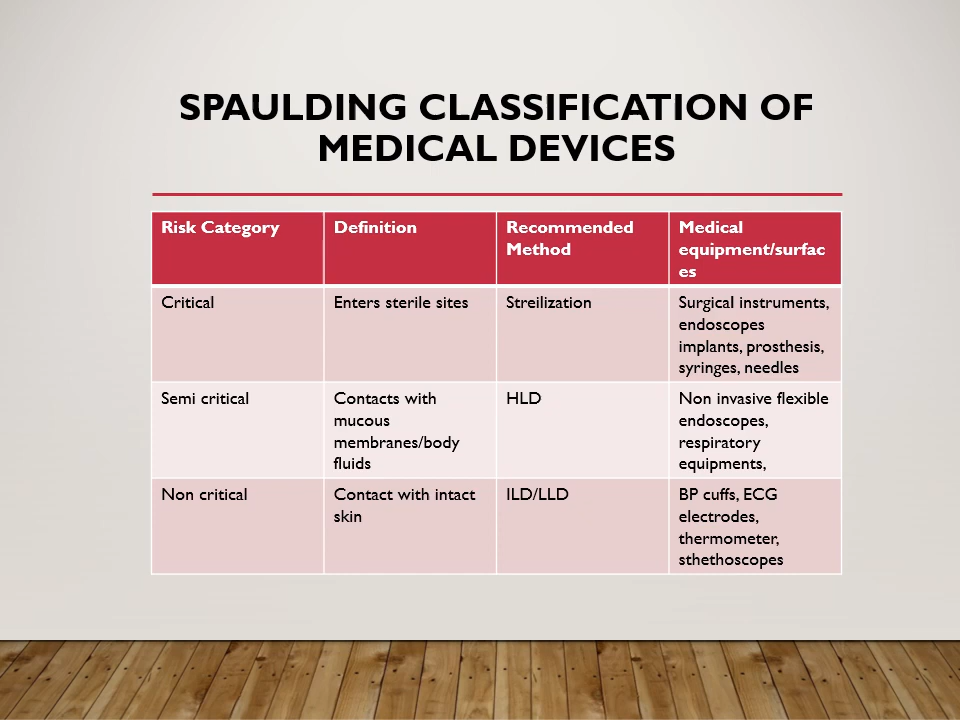 SPAULDING CLASSIFICATION OF
MEDICAL DEVICES
Risk Category
Definition
Recommended
Method
Medical
equipment/surfac
es
Critical
Enters sterile sites
Streilization
Surgical instruments,
endoscopes
implants, prosthesis,
syringes, needles
Semi critical
Contacts with
mucous
membranes/body
fluids
HLD
Non invasive flexible
endoscopes,
respiratory
equipments,
Non critical
Contact with intact
skin
ILD/LLD
BP cuffs, ECG
electrodes,
thermometer,
sthethoscopes